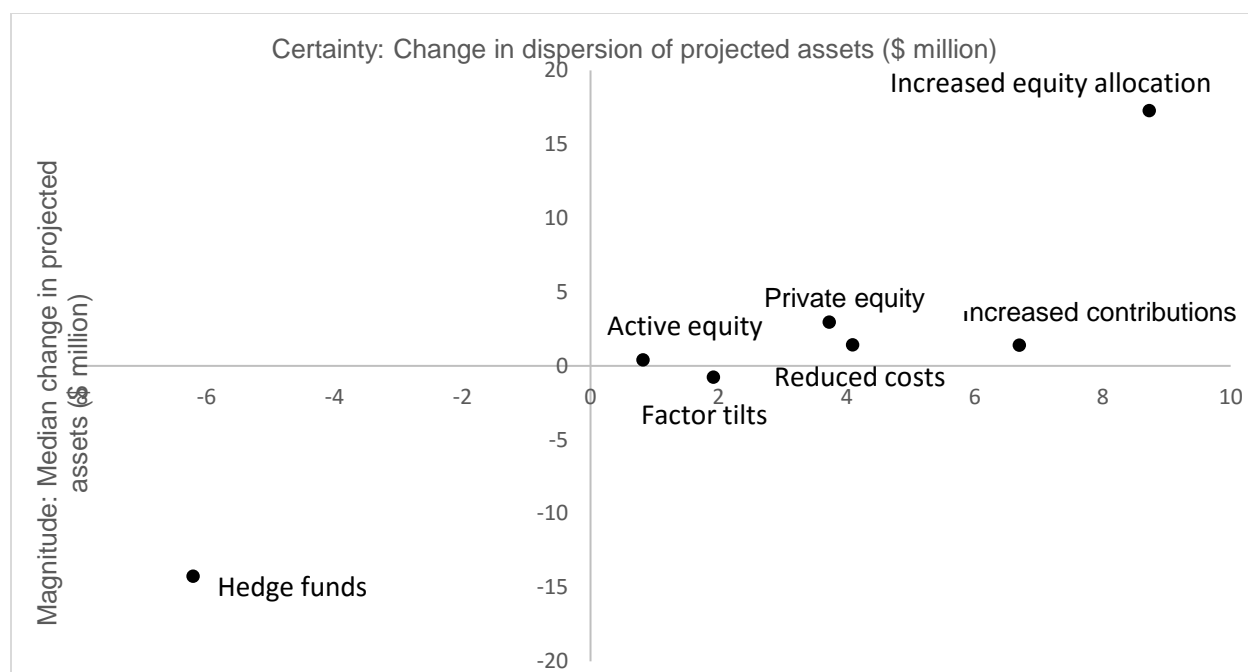 Certainty: Change in dispersion of projected assets ($ million)
20
Increased equity allocation
15
10
5
Private equity
Increased contributions
Active equity
0
Reduced costs
-8
-6
-4
-2
0
2
4
6
8
10
Factor tilts
-5
-10
-15
Hedge funds
-20
Magnitude: Median change in projected
assets ($ million)